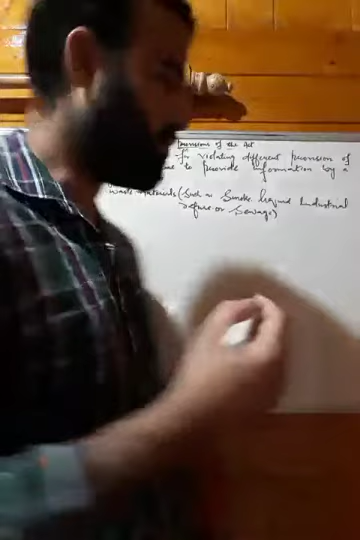 Provisions of the Act
For violating different Provision of
to Provide Information by a
Waste Materials (Such as Smoke, liquid Industrial
refuse or Sewage)